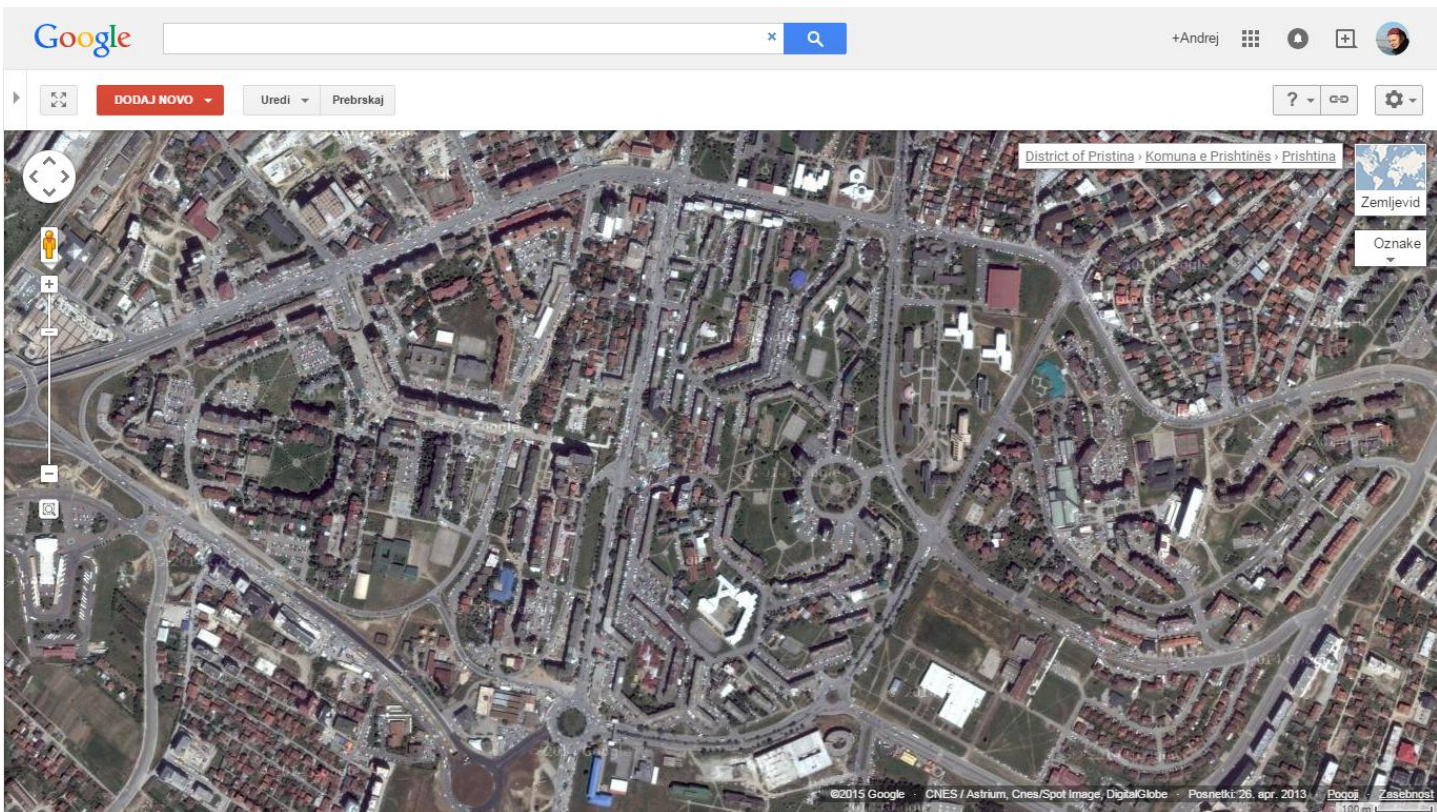 Google
+Andrej
DODAJ NOVO
Uredi
Prebrskaj
?
District of Pristina › Komuna e Prishtinës › Prishtina
Zemljevid
Oznake
©2015 Google · CNES / Astrium, Cnes/Spot Image, DigitalGlobe · Posnetki: 26. apr. 2013 · Pogoji · Zasebnost
100 m